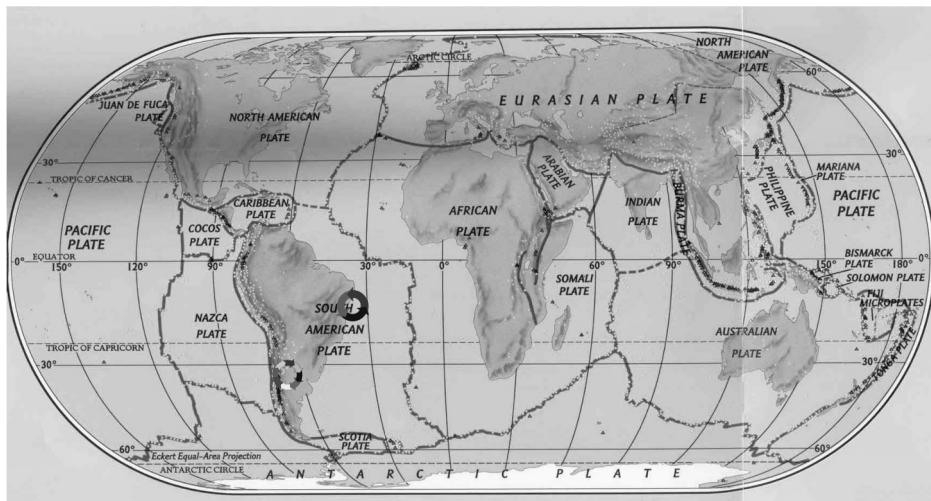 NORTH
AMERICAN
PLATE
ARCTIC CIRCLE
60°
60°
JUAN DE FUCA
PLATE
NORTH AMERICAN
PLATE
EURASIAN PLATE
30°
30°
TROPIC OF CANCER
ARABIAN
PLATE
MARIANA
PLATE
PHILIPPINE
PLATE
CARIBBEAN
PLATE
AFRICAN
PLATE
INDIAN
PLATE
BURMA PLATE
PACIFIC
PLATE
PACIFIC
PLATE
COCOS
PLATE
EQUATOR
BISMARCK
PLATE
0°
150°
120°
90°
30°
0°
30°
60°
90°
150°
180°
0°
SOMALI
PLATE
SOLOMON PLATE
FIJI
MICROPLATES
NAZCA
PLATE
SOUTH
AMERICAN
PLATE
AUSTRALIAN
PLATE
TROPIC OF CAPRICORN
TONGA PLATE
30°
30°
SCOTIA
PLATE
60°
60°
Eckert Equal-Area Projection
ANTARCTIC CIRCLE
ANTARCTIC PLATE